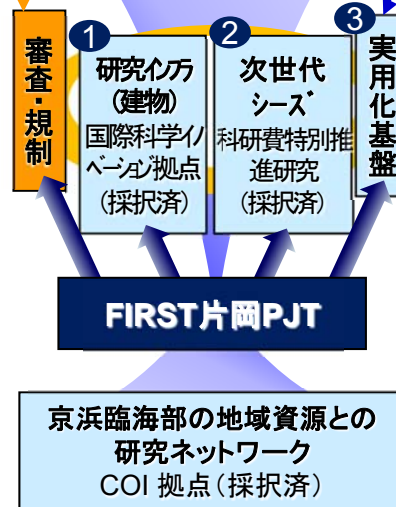 審査・規制
1
研究インフラ
(建物)
国際科学イノ
ベーション拠点
(採択済)
2
次世代
シーズ
科研費特別推
進研究
(採択済)
3
実用化基盤
FIRST片岡PJT
京浜臨海部の地域資源との
研究ネットワーク
COI 拠点(採択済)